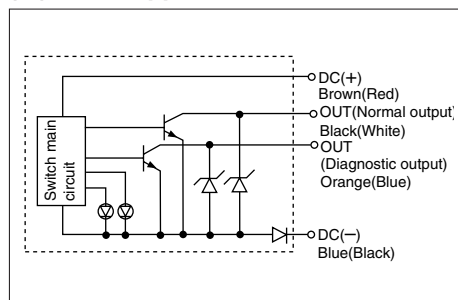 Switch main
circuit
DC(+)
Brown(Red)
OUT(Normal output)
Black(White)
OUT
(Diagnostic output)
Orange(Blue)
DC(—)
Blue(Black)